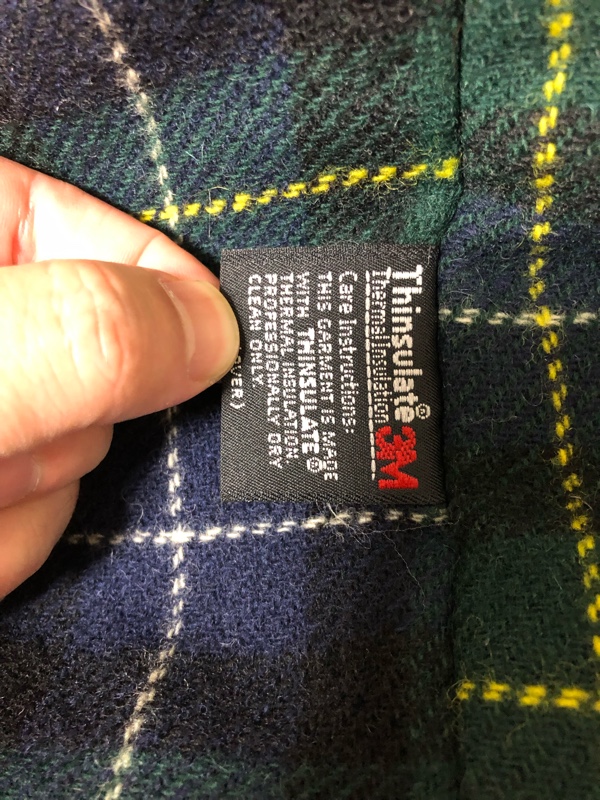 Thinsulate® 3M
Thermal Insulation
Care Instructions:
THIS GARMENT IS MADE
WITH THINSULATE®
THERMAL INSULATION.
PROFESSIONALLY DRY
CLEAN ONLY.